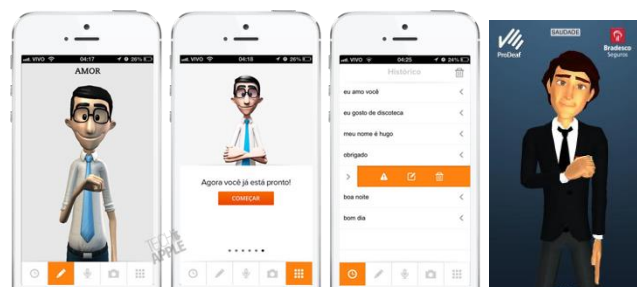 VIVO 04:17 26%
AMOR
VIVO 04:18 26%
Agora você já está pronto!
COMEÇAR
TECH & APPLE
VIVO 04:25 24%
Histórico
eu amo você
eu gosto de discoteca
meu nome é hugo
obrigado
boa noite
bom dia
ProDeaf
SAUDADE
Bradesco
Seguros